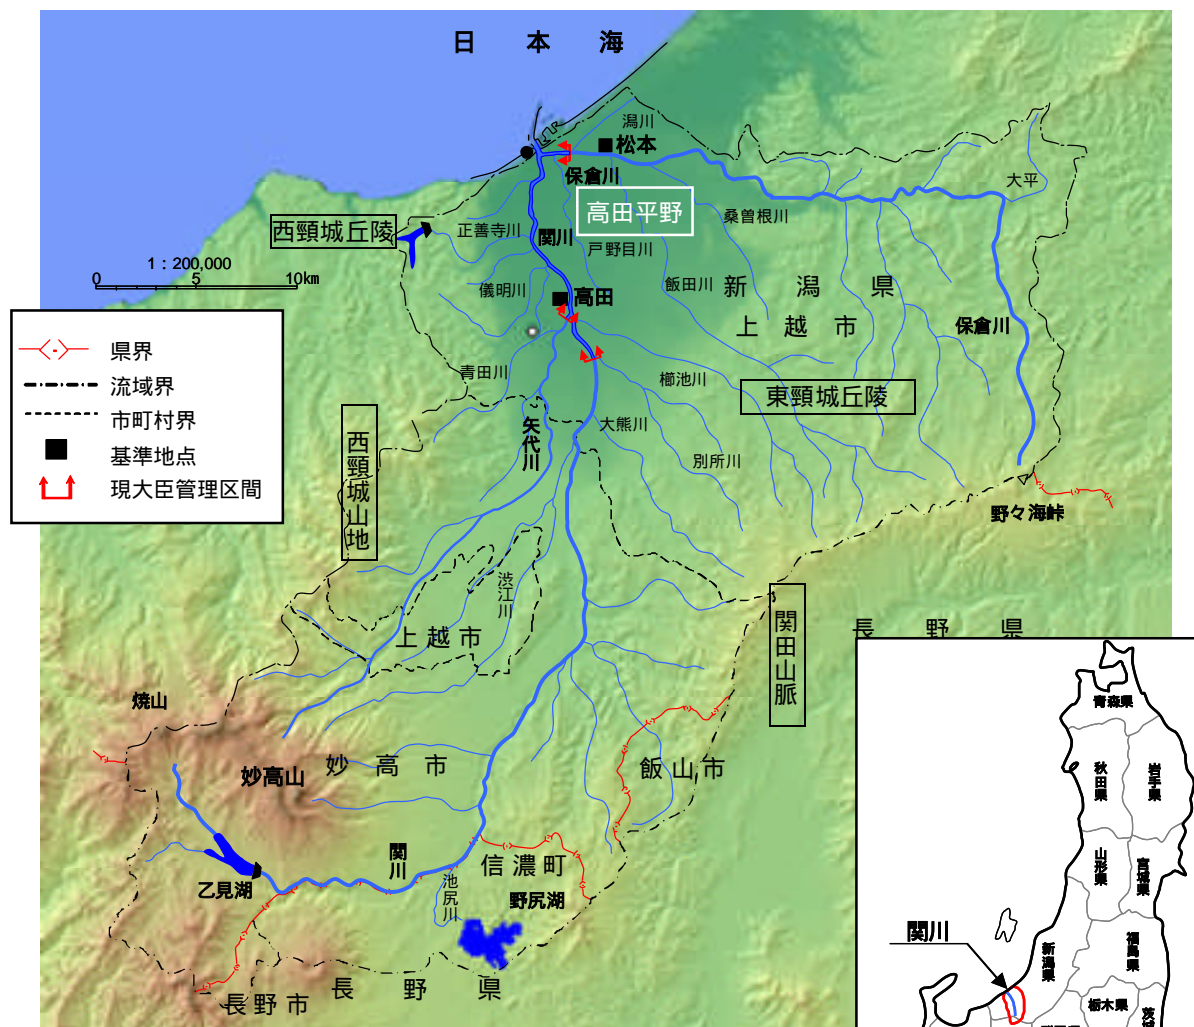 日本海
潟川
松本
保倉川
大平
高田平野
桑曽根川
西頸城丘陵
正善寺川
関川
戸野目川
1：200,000
0 5 10km
儀明川
高田
飯田川
新潟県
上越市
保倉川
県界
流域界
市町村界
基準地点
現大臣管理区間
青田川
櫛池川
東頸城丘陵
矢代川
大熊川
西頸城山地
別所川
野々海峠
渋江川
上越市
関田山脈
長野県
焼山
妙高山
妙高市
飯山市
関川
信濃町
乙見湖
池尻川
野尻湖
長野県
長野市
青森県
秋田県
岩手県
山形県
宮城県
関川
新潟県
福島県
栃木県